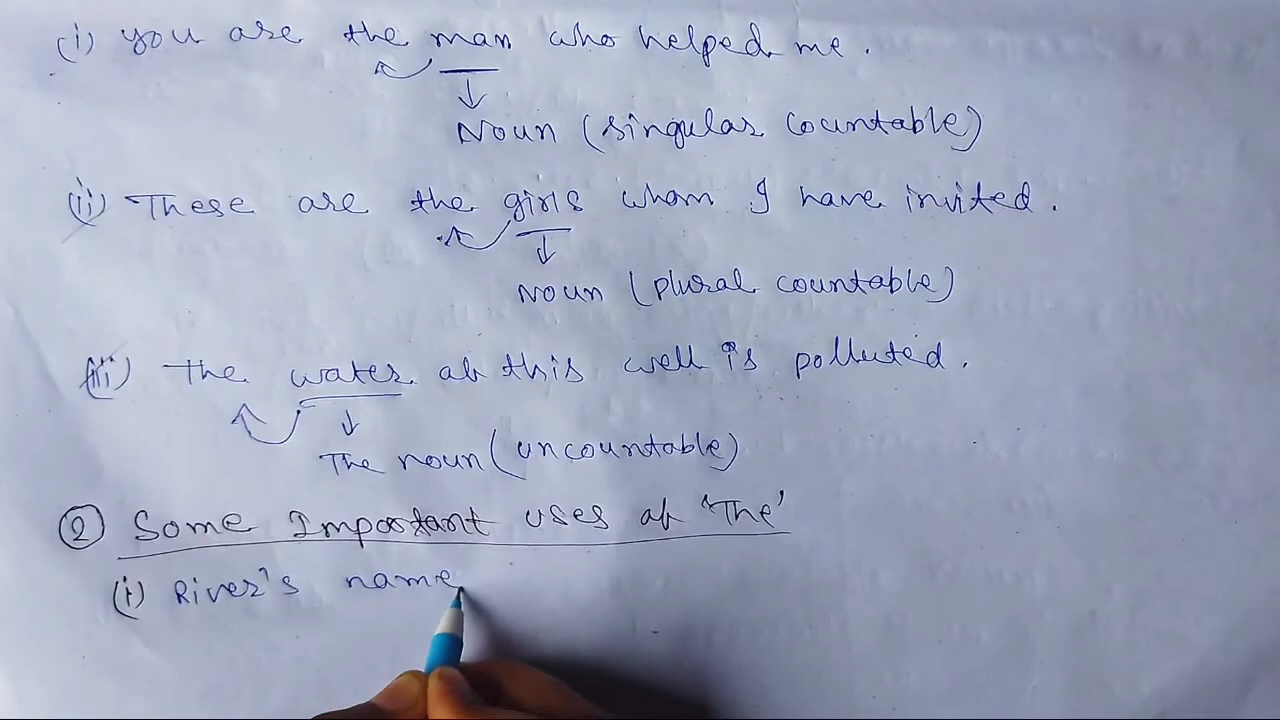 (i) You are the man who helped me.
Noun (singular countable)
(ii) These are the girls whom I have invited.
Noun (plural countable)
(iii) The water of this well is polluted.
The noun (uncountable)
② Some Important uses of 'The'
(i) River's name